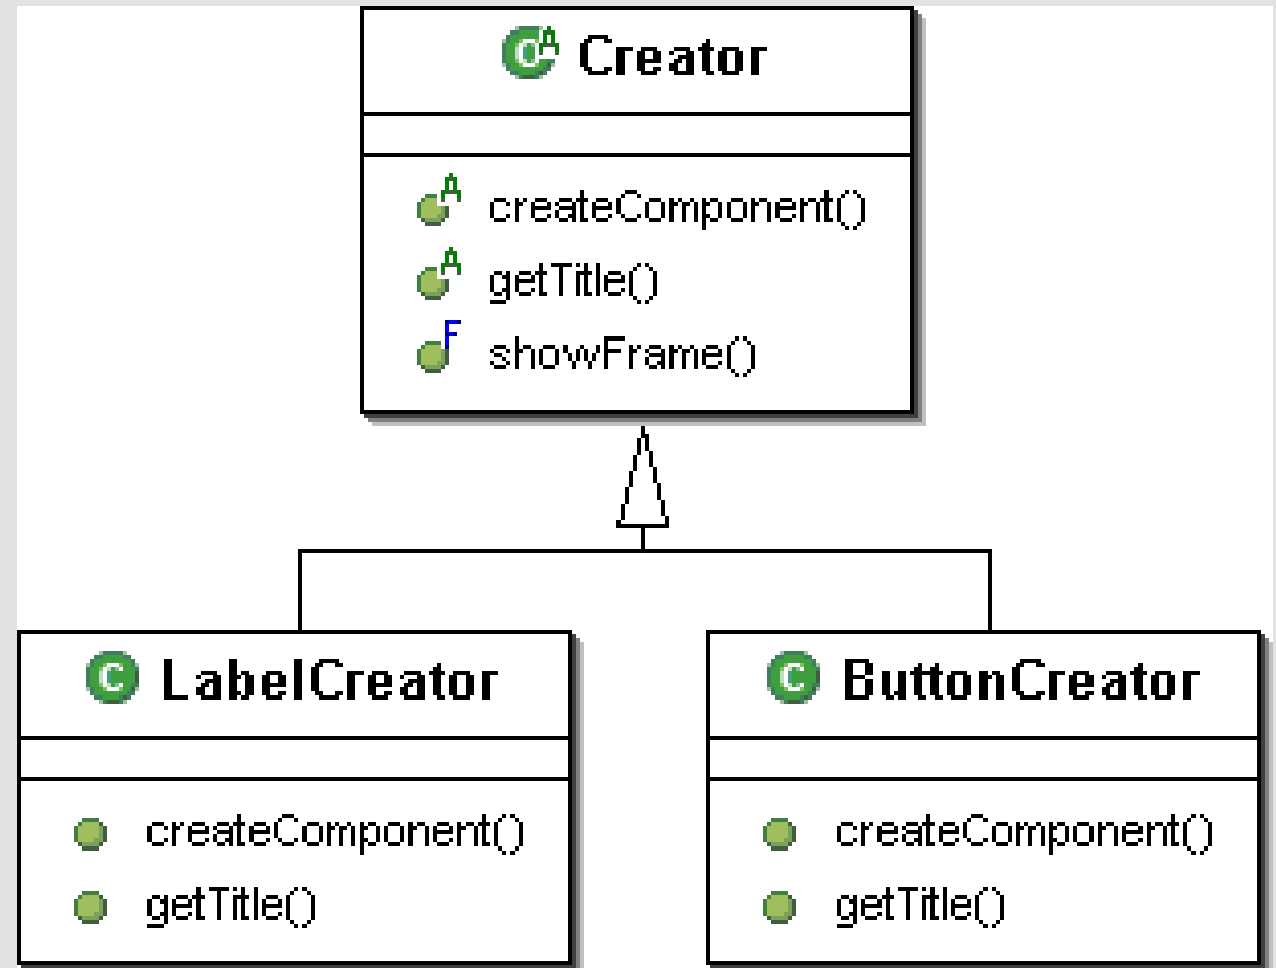 C A Creator
A createComponent()
A getTitle()
F showFrame()
C LabelCreator
createComponent()
getTitle()
C ButtonCreator
createComponent()
getTitle()